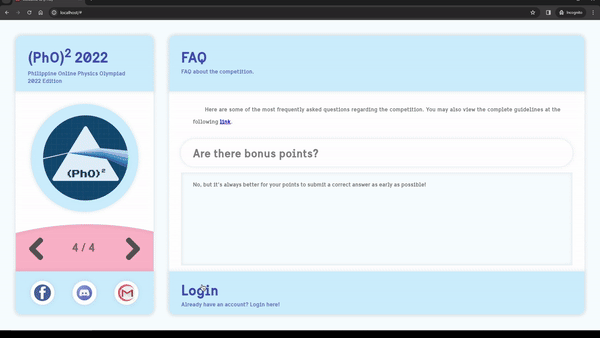 localhost/#
Incognito
(PhO)² 2022
Philippine Online Physics Olympiad
2022 Edition
(PhO)²
4 / 4
FAQ
FAQ about the competition.
Here are some of the most frequently asked questions regarding the competition. You may also view the complete guidelines at the
following link.
Are there bonus points?
No, but it's always better for your points to submit a correct answer as early as possible!
Login
Already have an account? Login here!